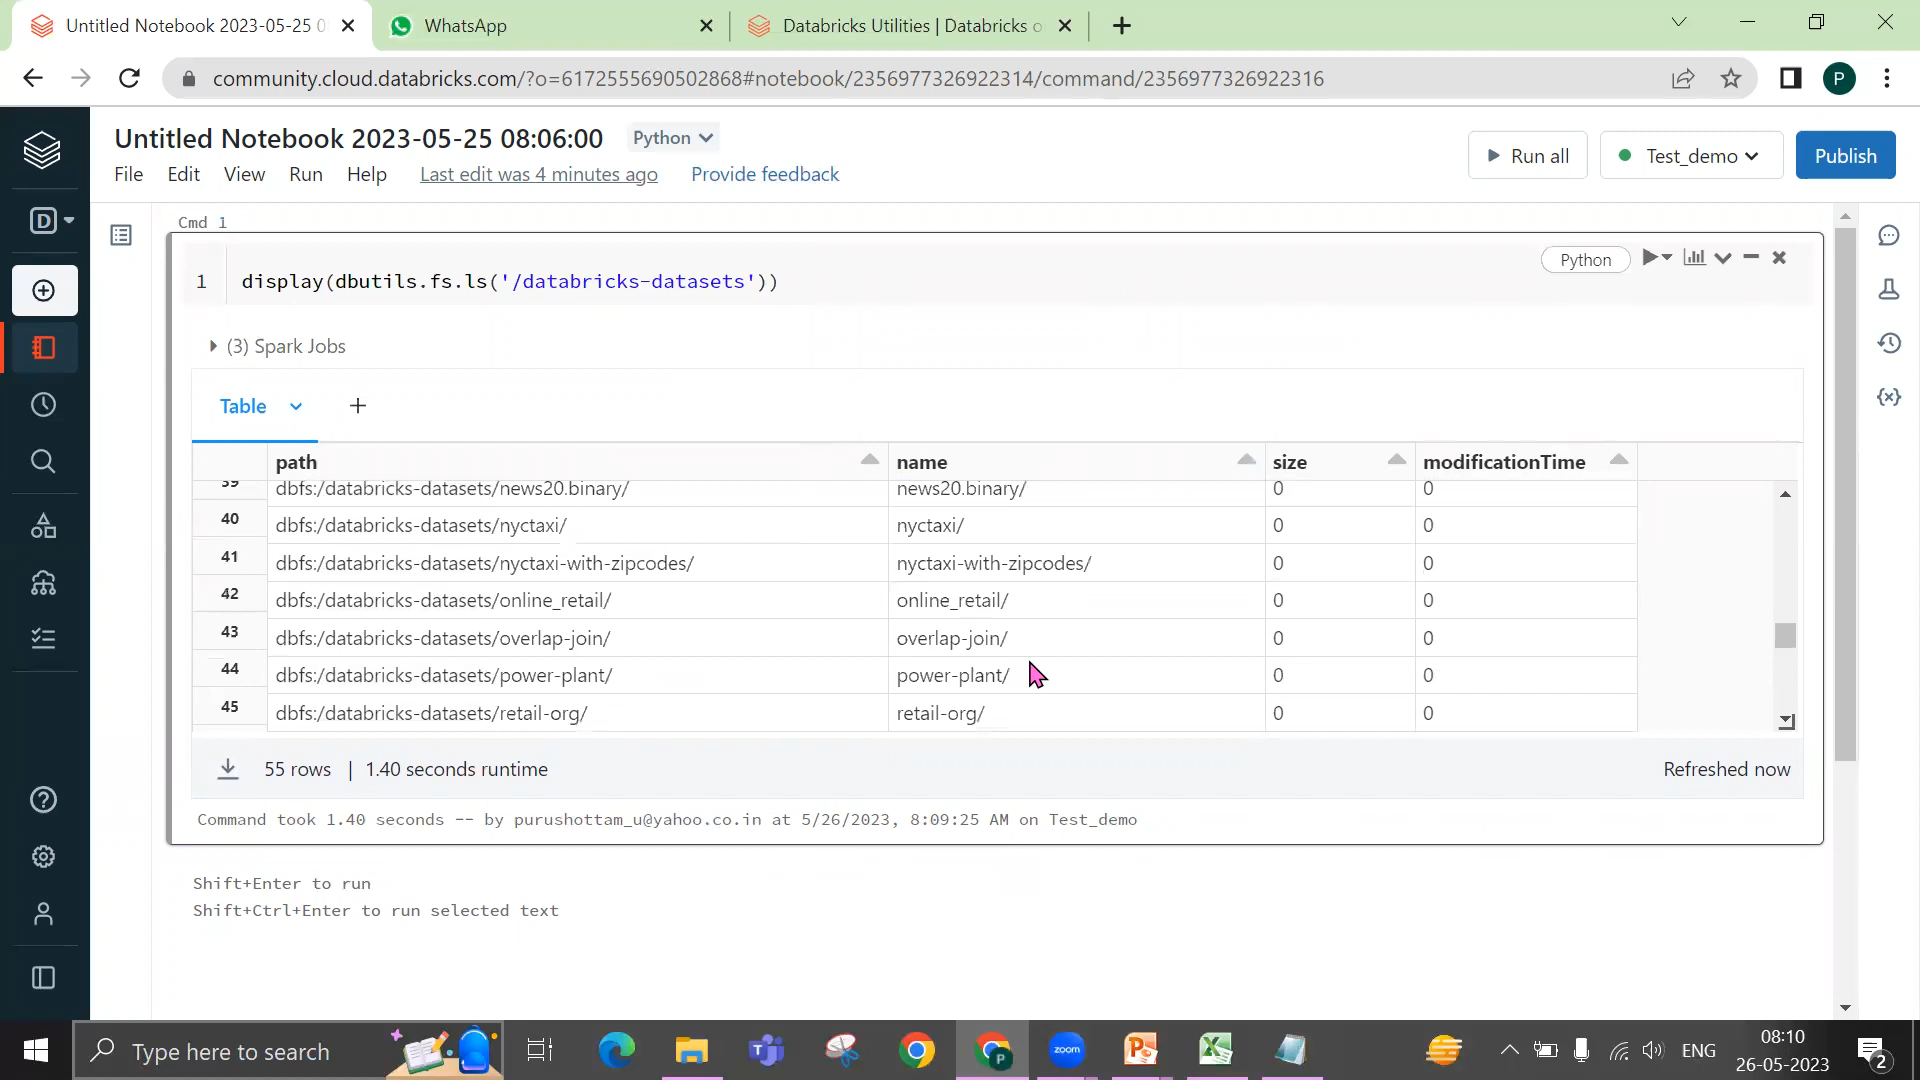 Untitled Notebook 2023-05-25 0
WhatsApp
Databricks Utilities | Databricks o
community.cloud.databricks.com/?o=6172555690502868#notebook/2356977326922314/command/2356977326922316
P
Untitled Notebook 2023-05-25 08:06:00
Python
File Edit View Run Help Last edit was 4 minutes ago Provide feedback
Run all
Test_demo
Publish
D
Cmd 1
1 display(dbutils.fs.ls('/databricks-datasets'))
Python
(3) Spark Jobs
Table
path name size modificationTime
39 dbfs:/databricks-datasets/news20.binary/ news20.binary/ 0 0
40 dbfs:/databricks-datasets/nyctaxi/ nyctaxi/ 0 0
41 dbfs:/databricks-datasets/nyctaxi-with-zipcodes/ nyctaxi-with-zipcodes/ 0 0
42 dbfs:/databricks-datasets/online_retail/ online_retail/ 0 0
43 dbfs:/databricks-datasets/overlap-join/ overlap-join/ 0 0
44 dbfs:/databricks-datasets/power-plant/ power-plant/ 0 0
45 dbfs:/databricks-datasets/retail-org/ retail-org/ 0 0
55 rows | 1.40 seconds runtime
Refreshed now
Command took 1.40 seconds -- by purushottam_u@yahoo.co.in at 5/26/2023, 8:09:25 AM on Test_demo
Shift+Enter to run
Shift+Ctrl+Enter to run selected text
Type here to search
zoom
ENG
08:10
26-05-2023
2